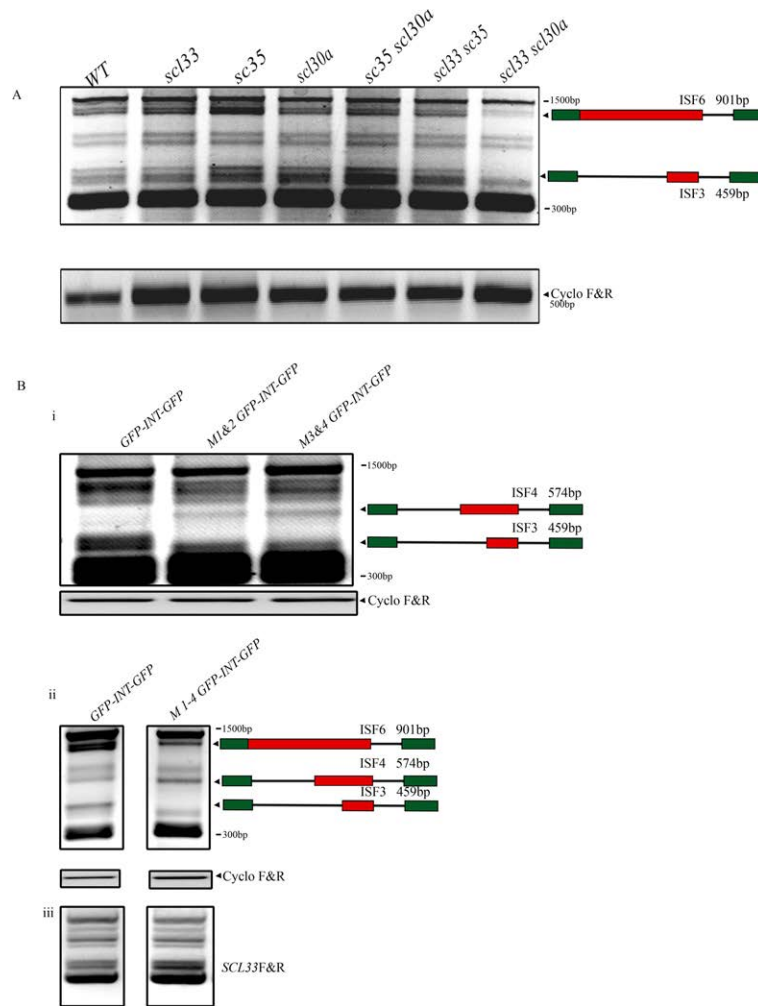 A
WT
scl33
sc35
scl30a
sc35 scl30a
scl33 sc35
scl33 scl30a
1500bp
ISF6 901bp
ISF3 459bp
300bp
Cyclo F&R
500bp
B
i
GFP-INT-GFP
M1&2 GFP-INT-GFP
M3&4 GFP-INT-GFP
1500bp
ISF4 574bp
ISF3 459bp
300bp
Cyclo F&R
ii
GFP-INT-GFP
M 1-4 GFP-INT-GFP
1500bp
ISF6 901bp
ISF4 574bp
ISF3 459bp
300bp
Cyclo F&R
iii
SCL33F&R